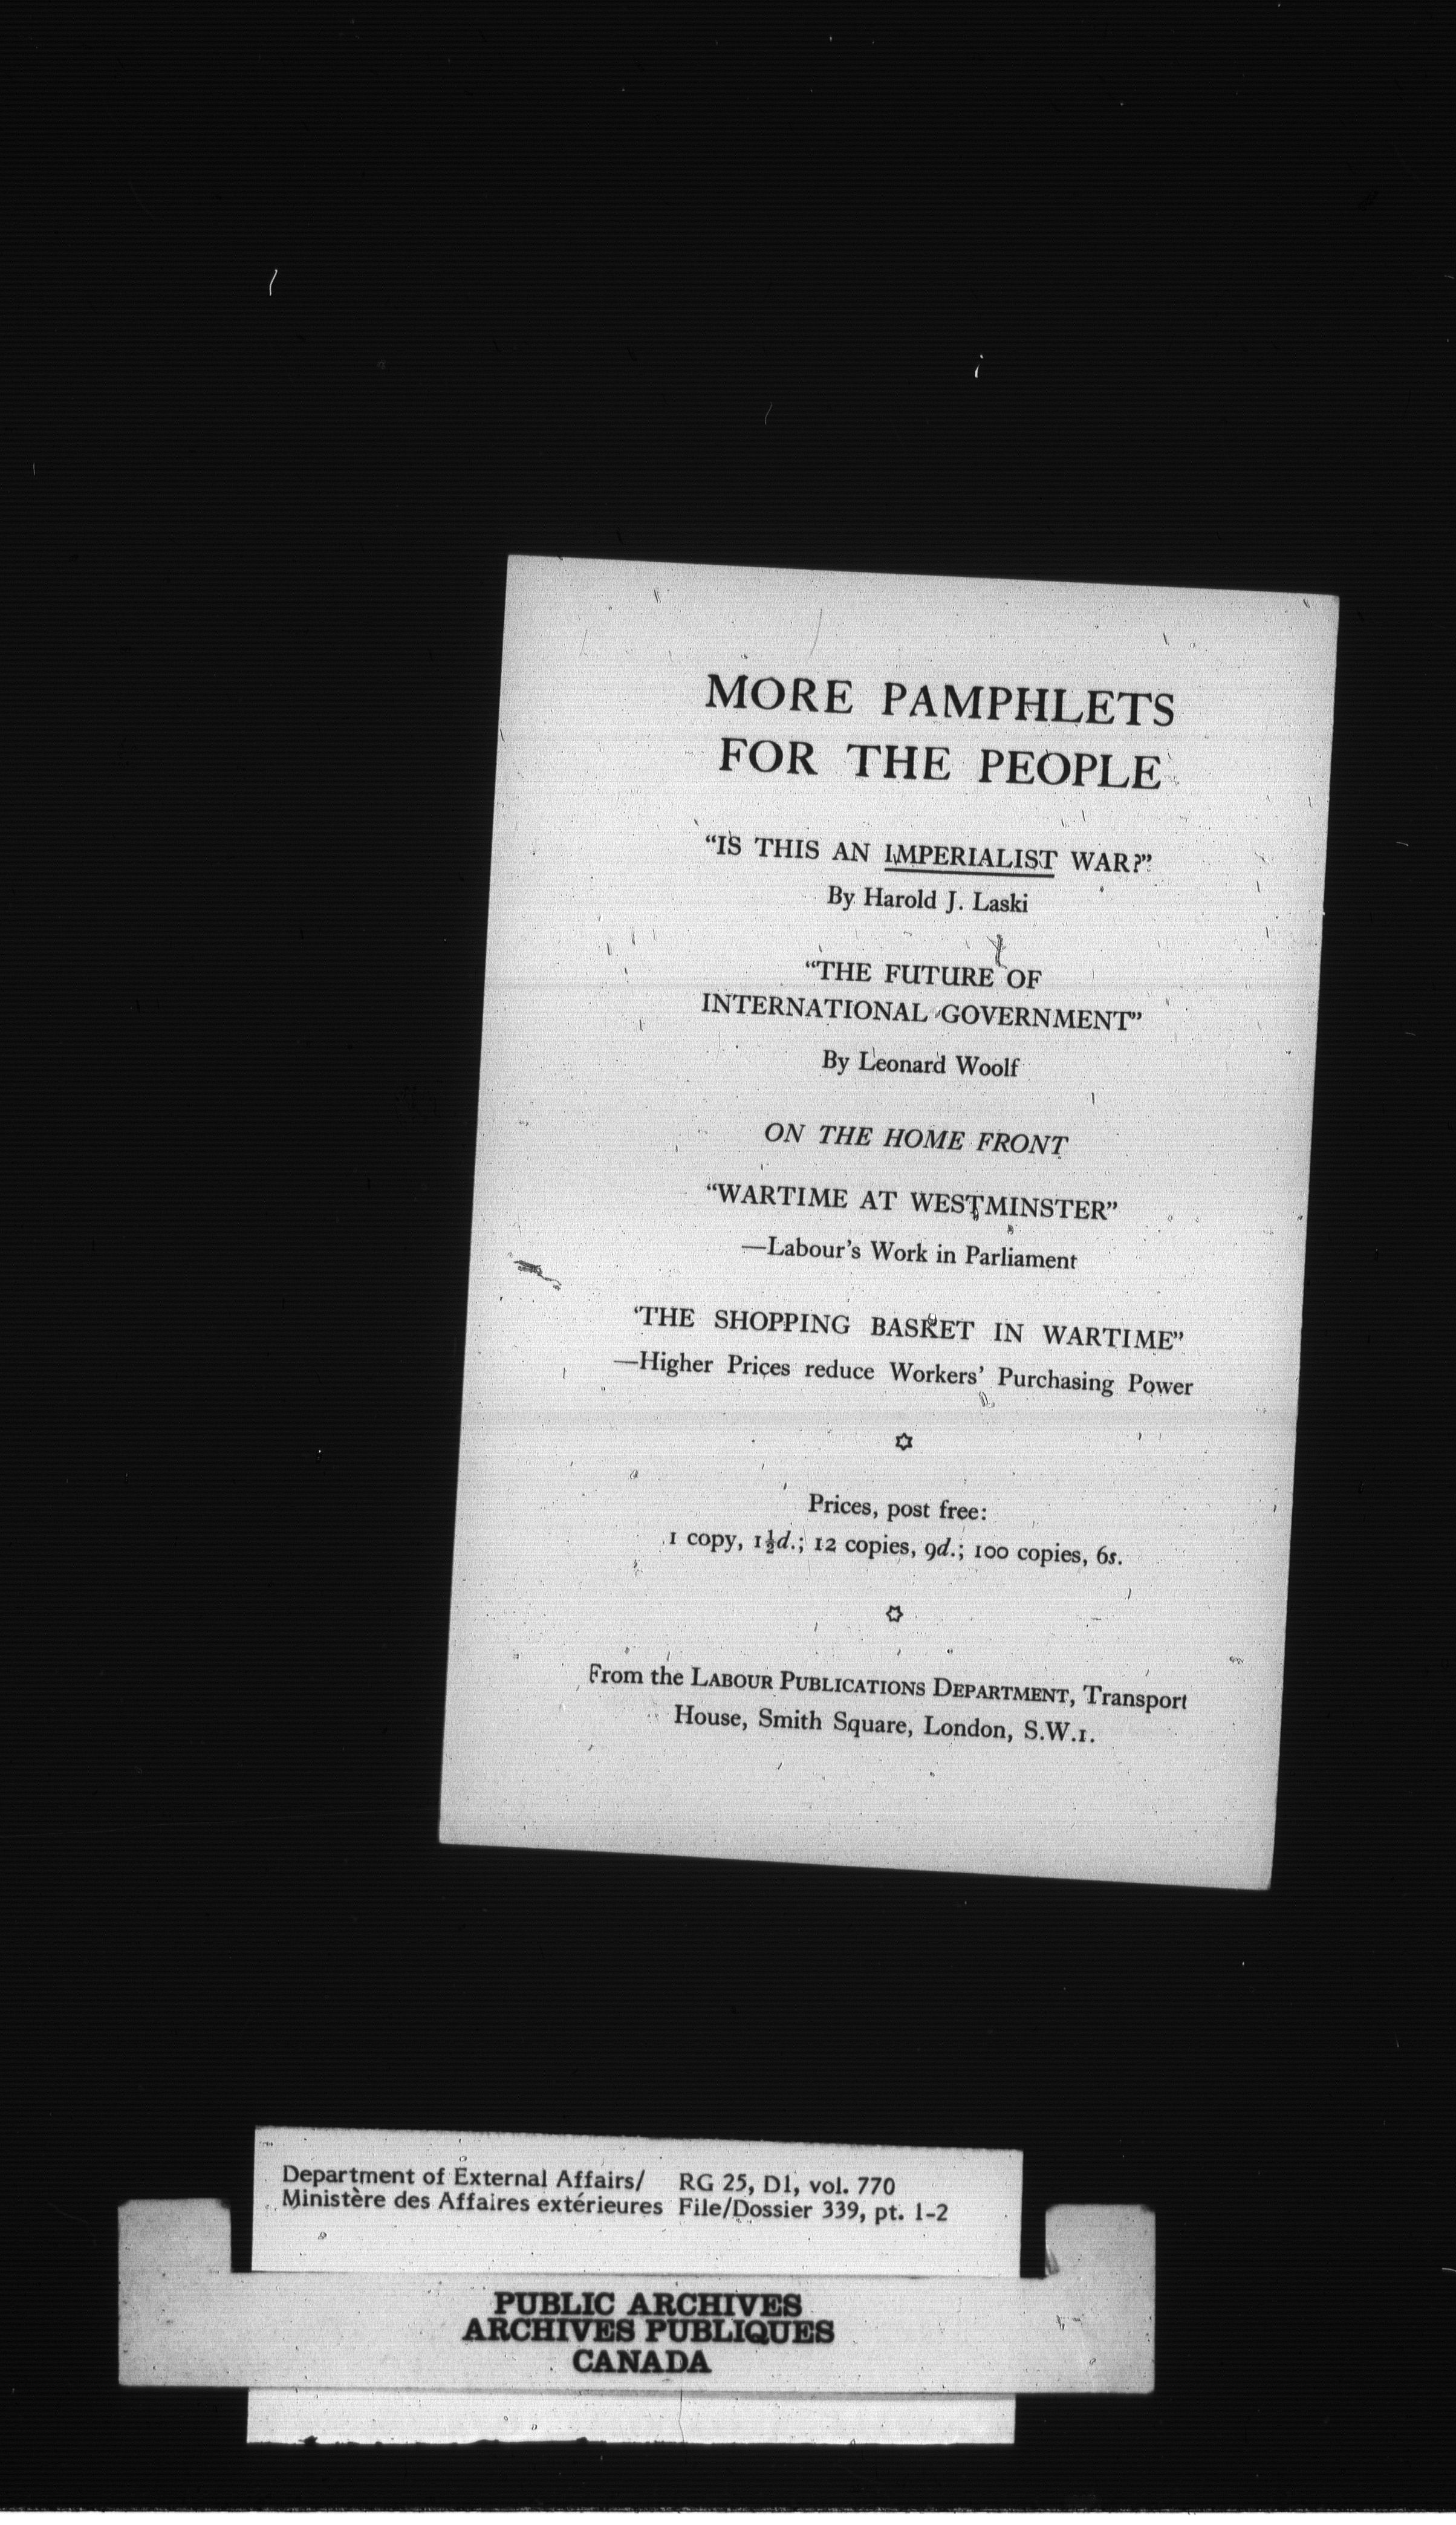 MORE PAMPHLETS
FOR THE PEOPLE
“IS THIS AN IMPERIALIST WAR?”
By Harold J. Laski
“THE FUTURE OF
INTERNATIONAL GOVERNMENT”
By Leonard Woolf
ON THE HOME FRONT
“WARTIME AT WESTMINSTER”
—Labour’s Work in Parliament
‘THE SHOPPING BASKET IN WARTIME”
—Higher Prices reduce Workers’ Purchasing Power
Prices, post free:
1 copy, 1½d.; 12 copies, 9d.; 100 copies, 6s.
From the LABOUR PUBLICATIONS DEPARTMENT, Transport
House, Smith Square, London, S.W.1.
Department of External Affairs/ RG 25, D1, vol. 770
Ministère des Affaires extérieures File/Dossier 339, pt. 1-2
PUBLIC ARCHIVES
ARCHIVES PUBLIQUES
CANADA